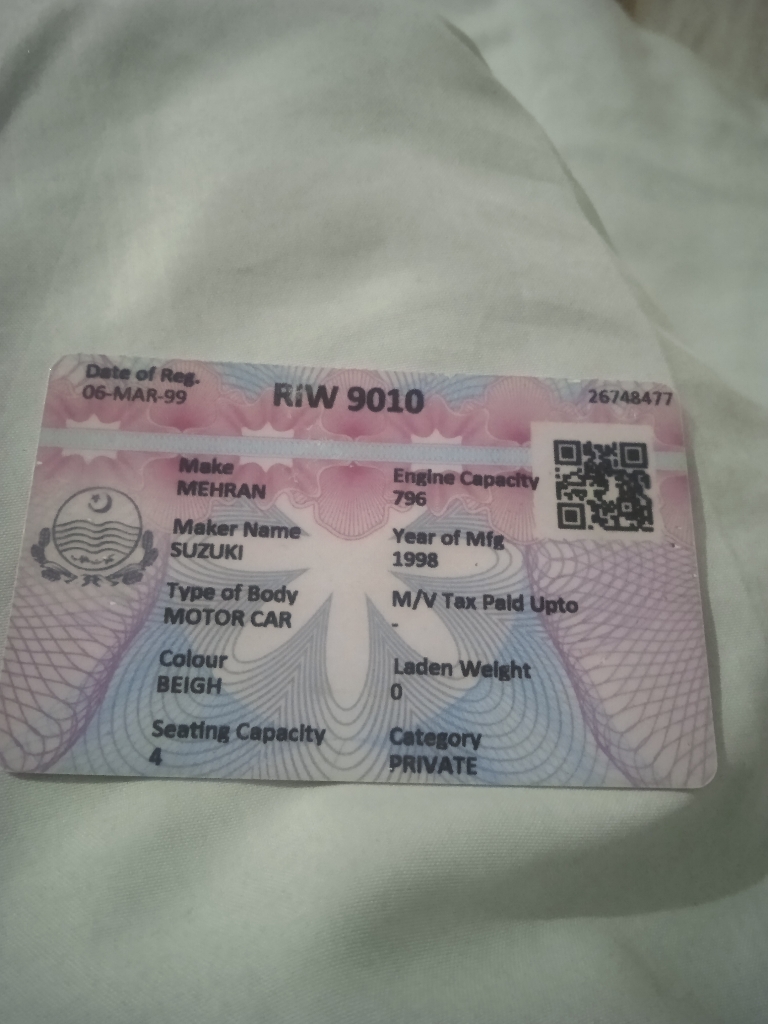 Date of Reg.
06-MAR-99
RIW 9010
26748477
Make
MEHRAN
Engine Capacity
796
Maker Name
SUZUKI
Year of Mfg
1998
Type of Body
MOTOR CAR
M/V Tax Paid Upto
-
Colour
BEIGH
Laden Weight
0
Seating Capacity
4
Category
PRIVATE